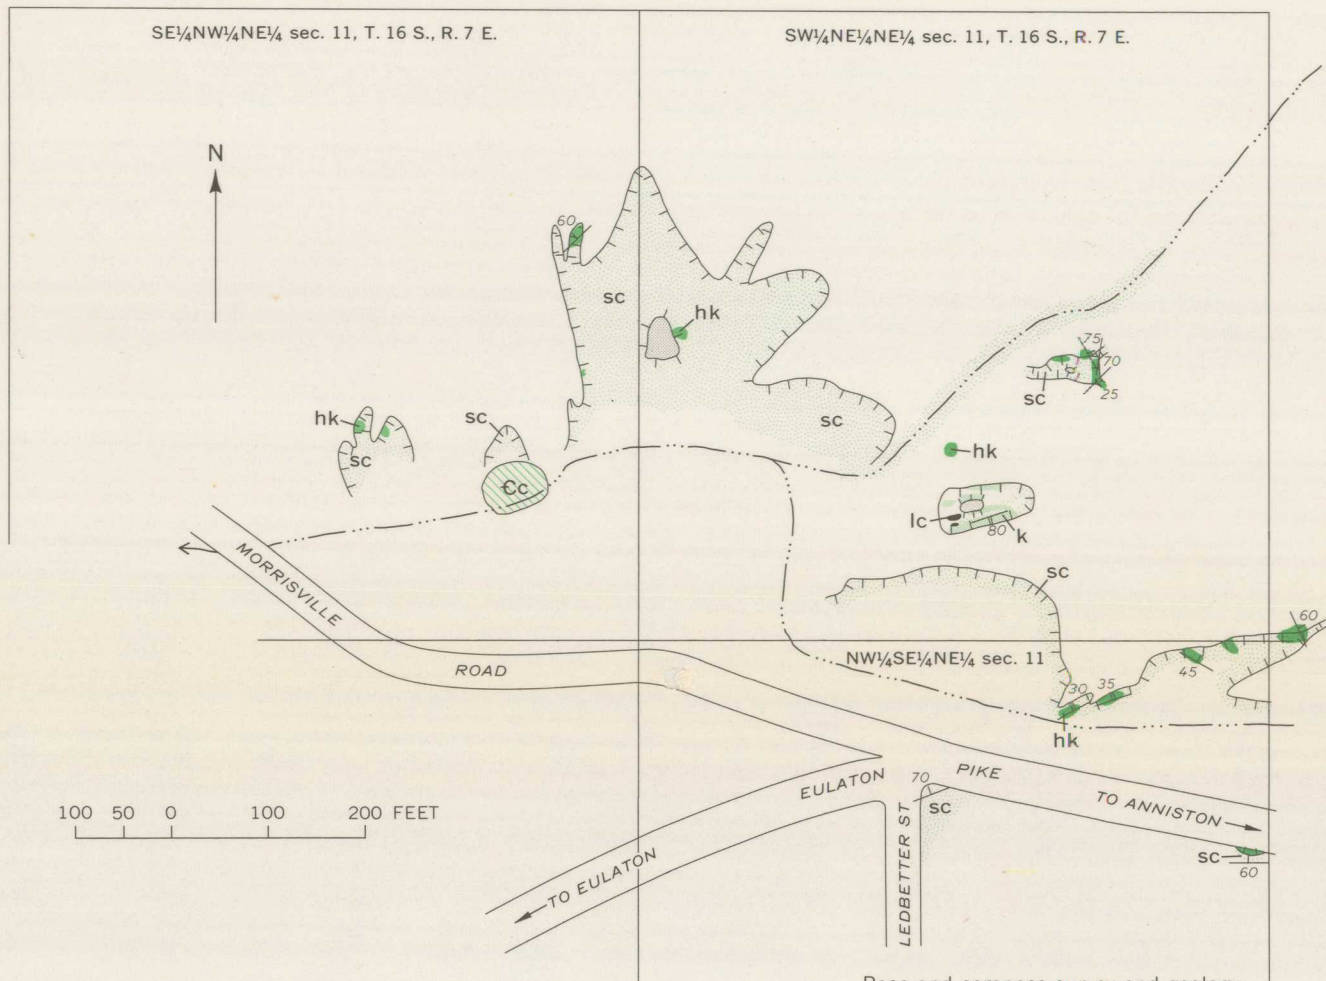 SE¼NW¼NE¼ sec. 11, T. 16 S., R. 7 E.
SW¼NE¼NE¼ sec. 11, T. 16 S., R. 7 E.
N
60
sc
hk
75
70
25
sc
hk
sc
sc
sc
hk
Ꞓc
lc
80
k
sc
60
MORRISVILLE
ROAD
NW¼SE¼NE¼ sec. 11
45
30
35
hk
EULATON
PIKE
TO ANNISTON
70
sc
100 50 0 100 200 FEET
sc
60
TO EULATON
LEDBETTER ST